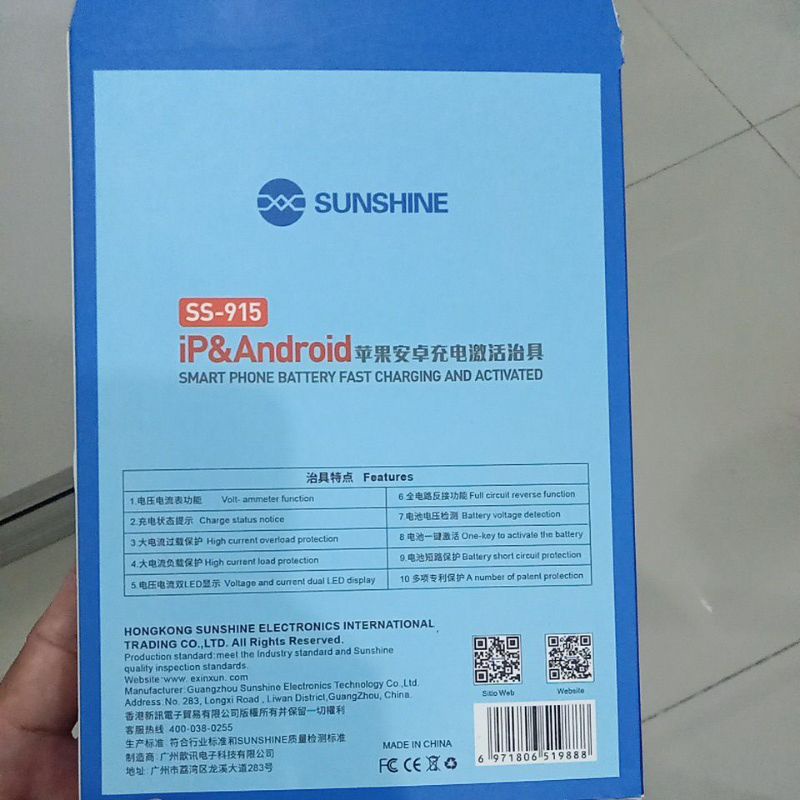 SUNSHINE
SS-915
iP&Android苹果安卓充电激活治具
SMART PHONE BATTERY FAST CHARGING AND ACTIVATED
治具特点 Features
1.电压电流表功能 Volt- ammeter function
2.充电状态提示 Charge status notice
3.大电流过载保护 High current overload protection
4.大电流负载保护 High current load protection
5.电压电流双LED显示 Voltage and current dual LED display
6.全电路反接功能 Full circuit reverse function
7.电池电压检测 Battery voltage detection
8.电池一键激活 One-key to activate the battery
9.电池短路保护 Battery short circuit protection
10 多项专利保护 A number of patent protection
HONGKONG SUNSHINE ELECTRONICS INTERNATIONAL
TRADING CO.,LTD. All Rights Reserved.
Production standard:meet the Industry standard and Sunshine
quality inspection standards.
Website:www.exinxun.com
Manufacturer:Guangzhou Sunshine Electronics Technology Co.,Ltd.
Address:No. 283, Longxi Road , Liwan District,GuangZhou, China.
香港新訊電子貿易有限公司版權所有并保留一切權利
客服热线 400-038-0255
生产标准: 符合行业标准和SUNSHINE质量检测标准
制造商: 广州歆讯电子科技有限公司
地址: 广州市荔湾区龙溪大道283号
Sitio Web
Website
MADE IN CHINA
FC CE
6 971806 519888